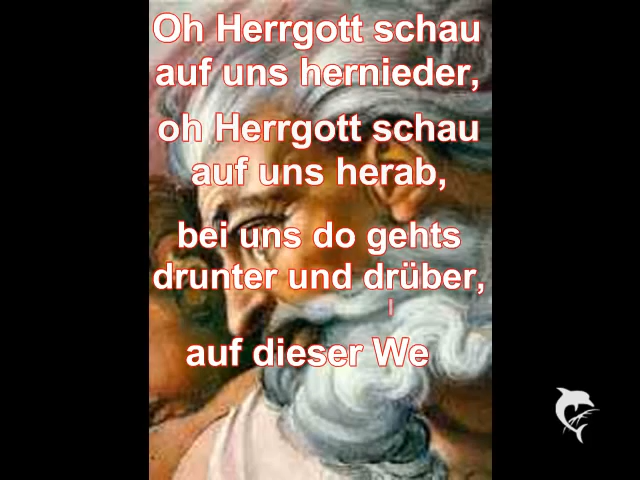 Oh Herrgott schau
auf uns hernieder,
oh Herrgott schau
auf uns herab,
bei uns do gehts
drunter und drüber,
auf dieser We